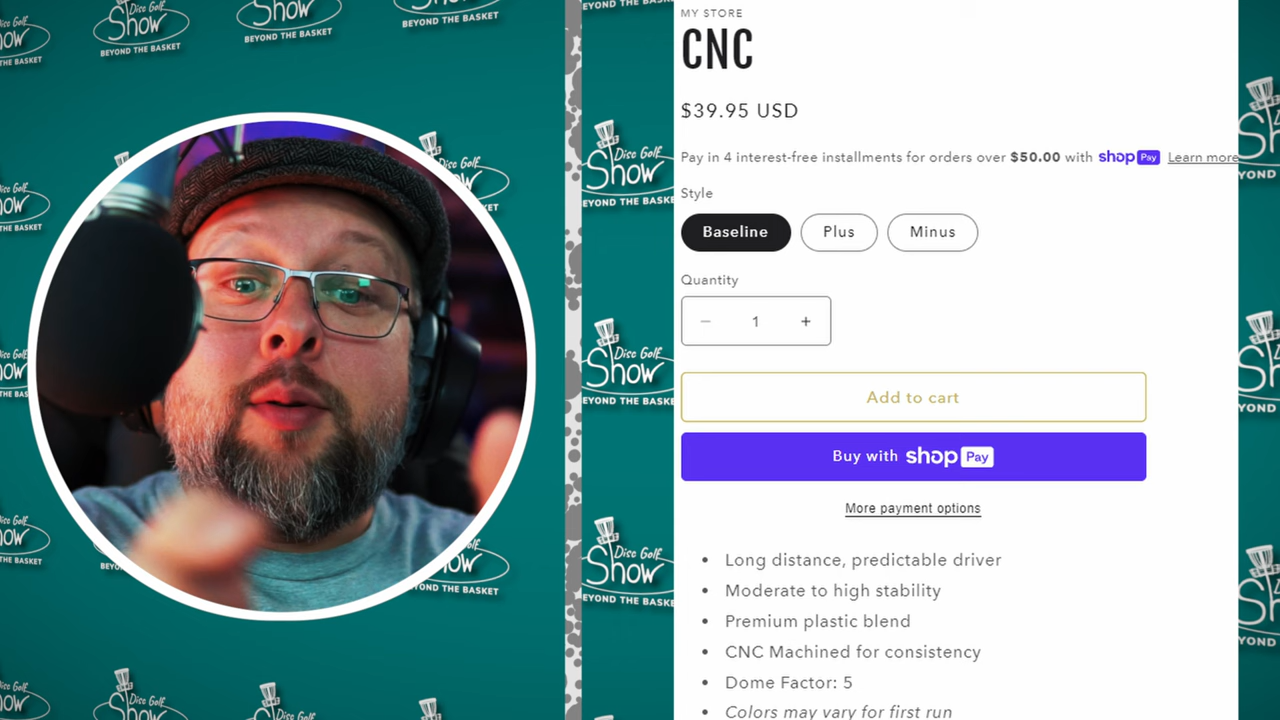 Disc Golf
Show
BEYOND THE BASKET
MY STORE
CNC
$39.95 USD
Pay in 4 interest-free installments for orders over $50.00 with shop Pay Learn more
Style
Baseline Plus Minus
Quantity
− 1 +
Add to cart
Buy with shop Pay
More payment options
• Long distance, predictable driver
• Moderate to high stability
• Premium plastic blend
• CNC Machined for consistency
• Dome Factor: 5
• Colors may vary for first run